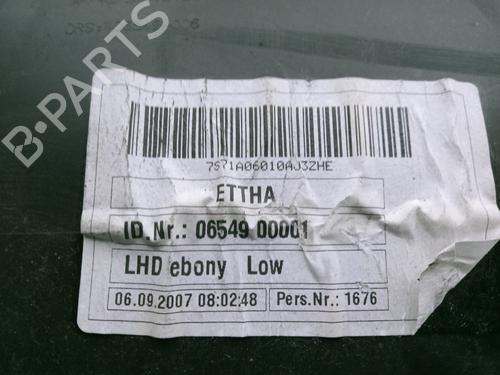 B-PARTS
7S71A06010AJ3ZHE
ETTHA
ID.Nr.: 06549 00001
LHD ebony Low
06.09.2007 08:02:48 Pers.Nr.: 1676